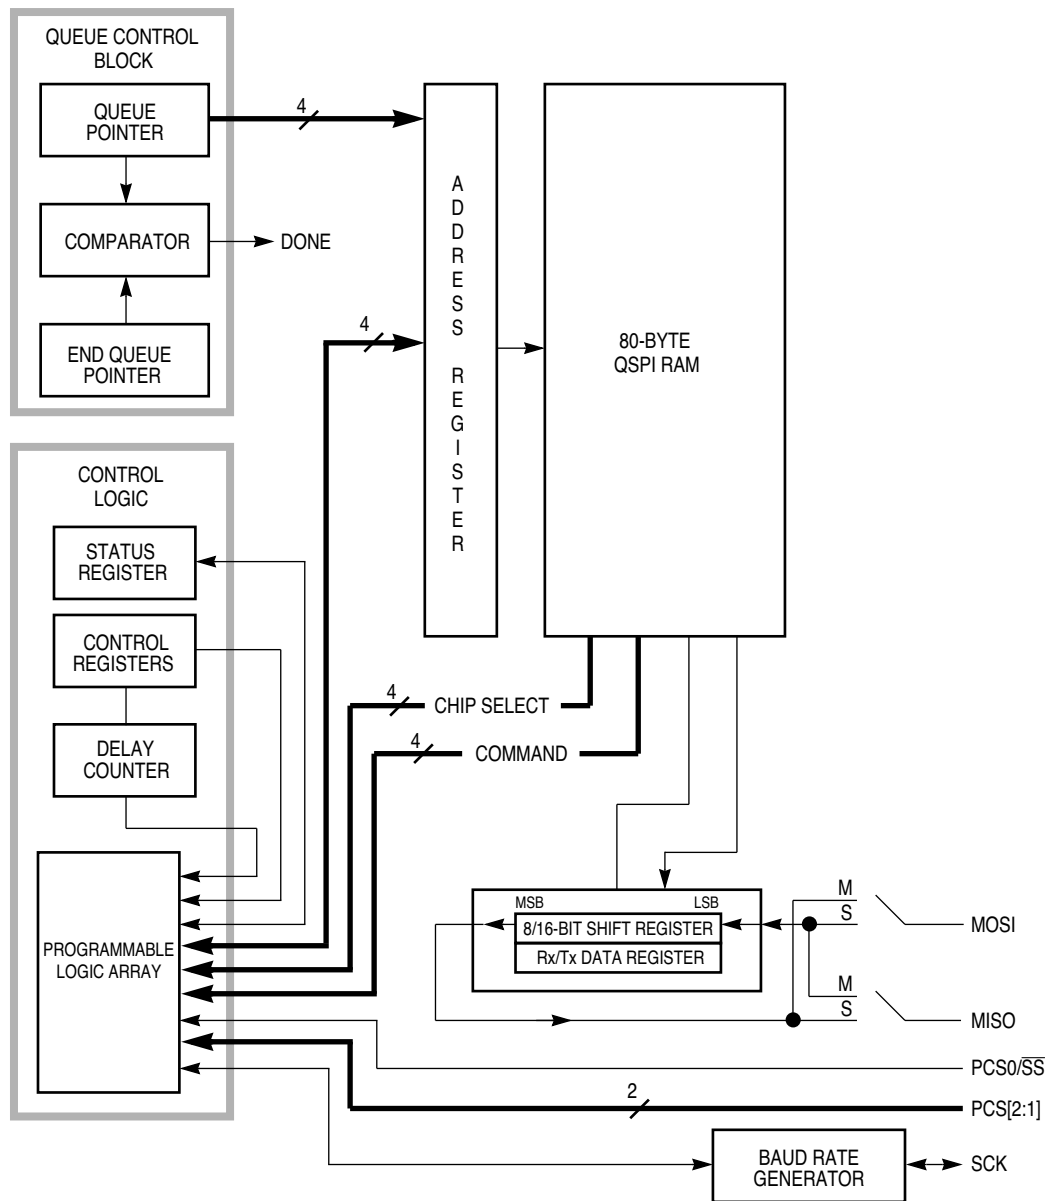 QUEUE CONTROL
BLOCK
QUEUE
POINTER
4
COMPARATOR
DONE
END QUEUE
POINTER
4
ADDRESS REGISTER
80-BYTE
QSPI RAM
CONTROL
LOGIC
STATUS
REGISTER
CONTROL
REGISTERS
DELAY
COUNTER
4
CHIP SELECT
4
COMMAND
PROGRAMMABLE
LOGIC ARRAY
MSB
LSB
8/16-BIT SHIFT REGISTER
Rx/Tx DATA REGISTER
M
S
MOSI
M
S
MISO
PCS0/S̅S̅
2
PCS[2:1]
BAUD RATE
GENERATOR
SCK